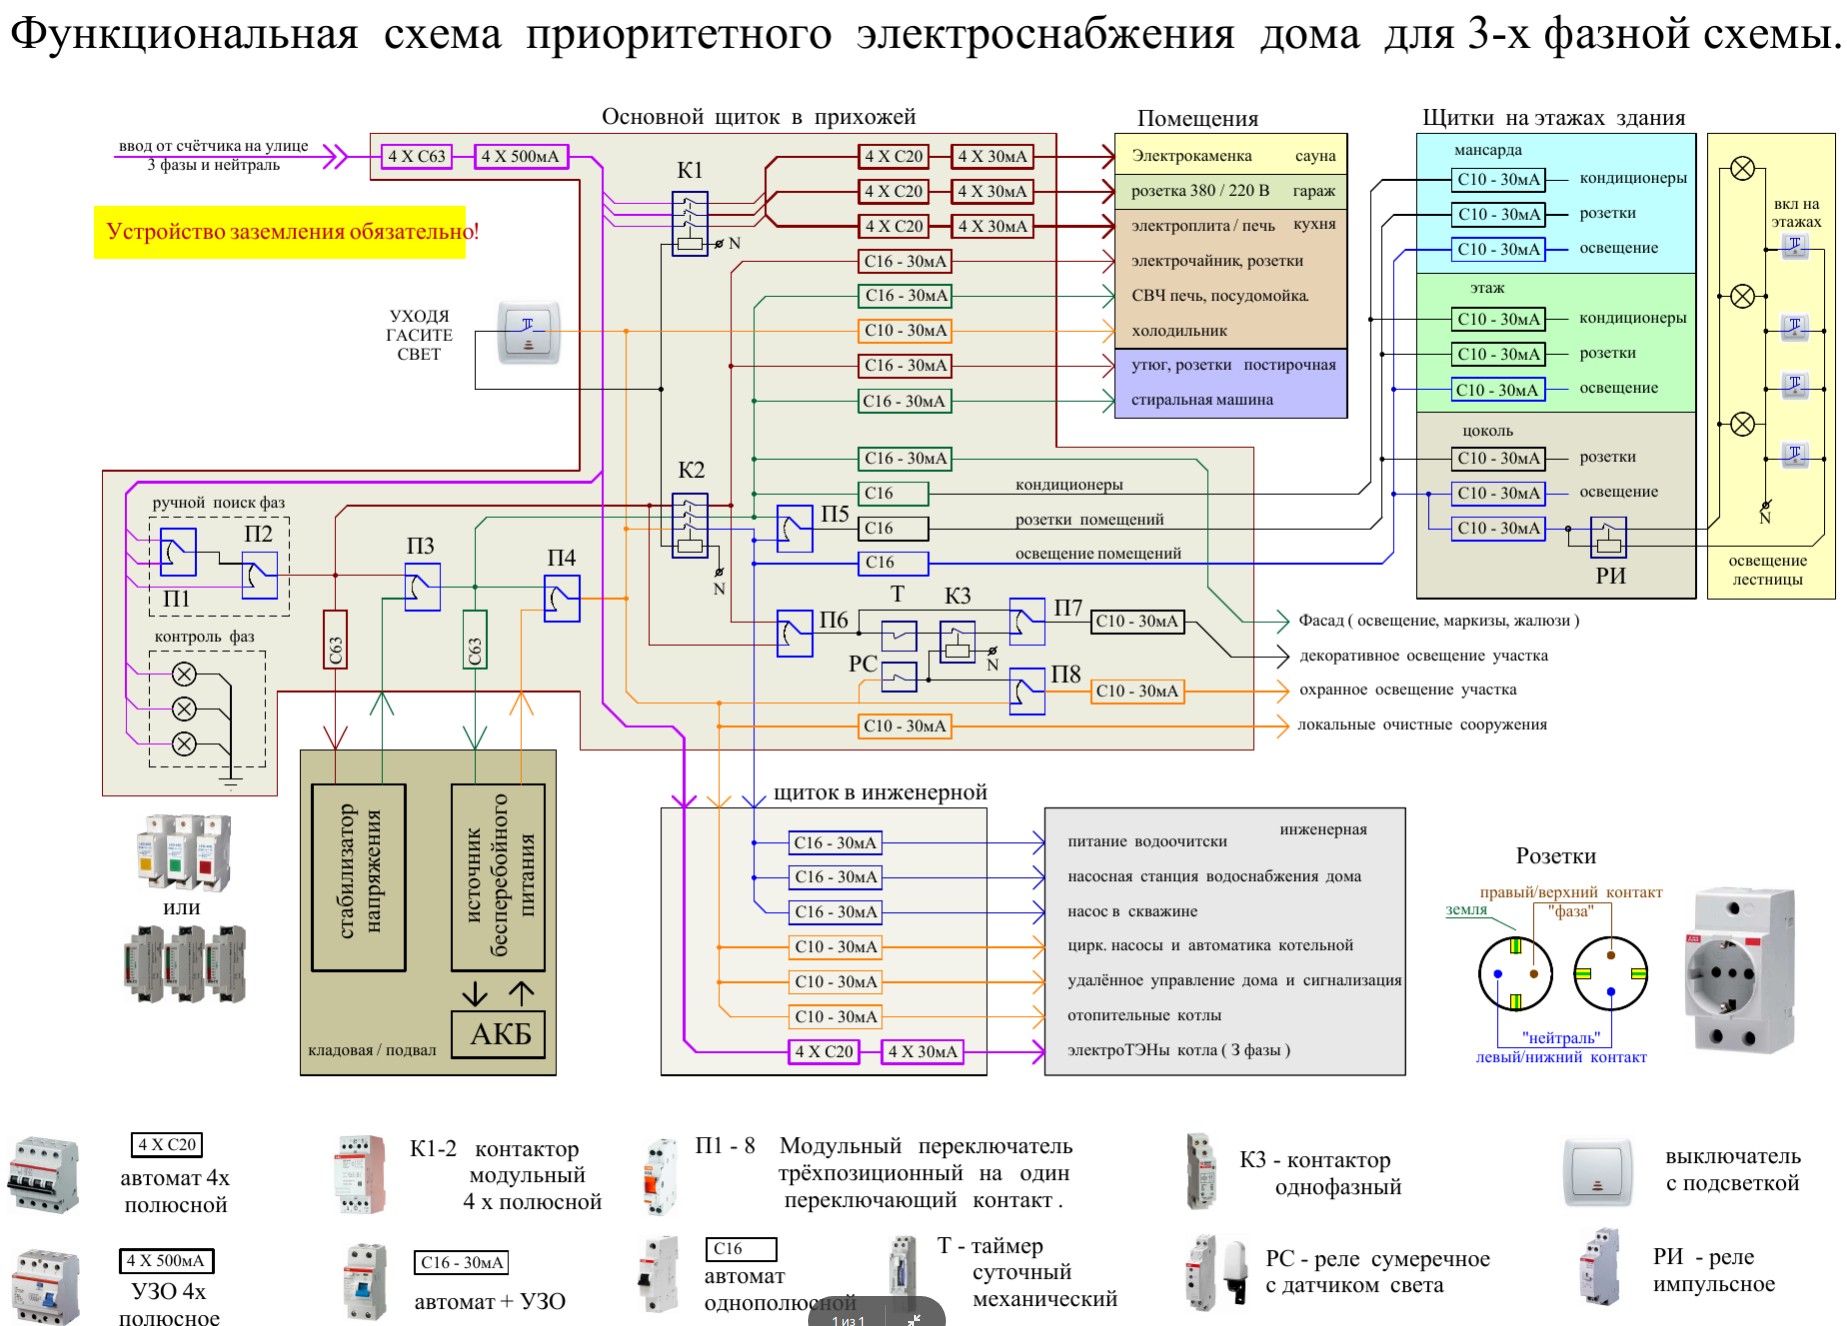 Функциональная схема приоритетного электроснабжения дома для 3-х фазной схемы.
Основной щиток в прихожей
Помещения
Щитки на этажах здания
ввод от счётчика на улице
3 фазы и нейтраль
4 X C63
4 X 500мА
Устройство заземления обязательно!
УХОДЯ
ГАСИТЕ
СВЕТ
К1
N
4 X C20
4 X 30мА
4 X C20
4 X 30мА
4 X C20
4 X 30мА
C16 - 30мА
C16 - 30мА
C10 - 30мА
C16 - 30мА
C16 - 30мА
Электрокаменка сауна
розетка 380 / 220 В гараж
электроплита / печь кухня
электрочайник, розетки
СВЧ печь, посудомойка.
холодильник
утюг, розетки постирочная
стиральная машина
мансарда
C10 - 30мА кондиционеры
C10 - 30мА розетки
C10 - 30мА освещение
этаж
C10 - 30мА кондиционеры
C10 - 30мА розетки
C10 - 30мА освещение
цоколь
C10 - 30мА розетки
C10 - 30мА освещение
C10 - 30мА
РИ
вкл на
этажах
N
освещение
лестницы
К2
N
C16 - 30мА
C16
кондиционеры
П5
C16
розетки помещений
C16
освещение помещений
ручной поиск фаз
П2
П1
П3
П4
C63
C63
контроль фаз
П6
Т
К3
N
РС
П7
C10 - 30мА
П8
C10 - 30мА
C10 - 30мА
Фасад ( освещение, маркизы, жалюзи )
декоративное освещение участка
охранное освещение участка
локальные очистные сооружения
стабилизатор
напряжения
источник
бесперебойного
питания
АКБ
кладовая / подвал
или
щиток в инженерной
инженерная
C16 - 30мА
питание водоочитски
C16 - 30мА
насосная станция водоснабжения дома
C16 - 30мА
насос в скважине
C10 - 30мА
цирк. насосы и автоматика котельной
C10 - 30мА
удалённое управление дома и сигнализация
C10 - 30мА
отопительные котлы
4 X C20
4 X 30мА
электроТЭНы котла ( 3 фазы )
Розетки
правый/верхний контакт
"фаза"
земля
"нейтраль"
левый/нижний контакт
4 X C20
автомат 4х
полюсной
К1-2 контактор
модульный
4 х полюсной
П1 - 8 Модульный переключатель
трёхпозиционный на один
переключающий контакт .
К3 - контактор
однофазный
выключатель
с подсветкой
4 X 500мА
УЗО 4х
полюсное
C16 - 30мА
автомат + УЗО
C16
автомат
однополюсной
Т - таймер
суточный
механический
РС - реле сумеречное
с датчиком света
РИ - реле
импульсное
1 из 1